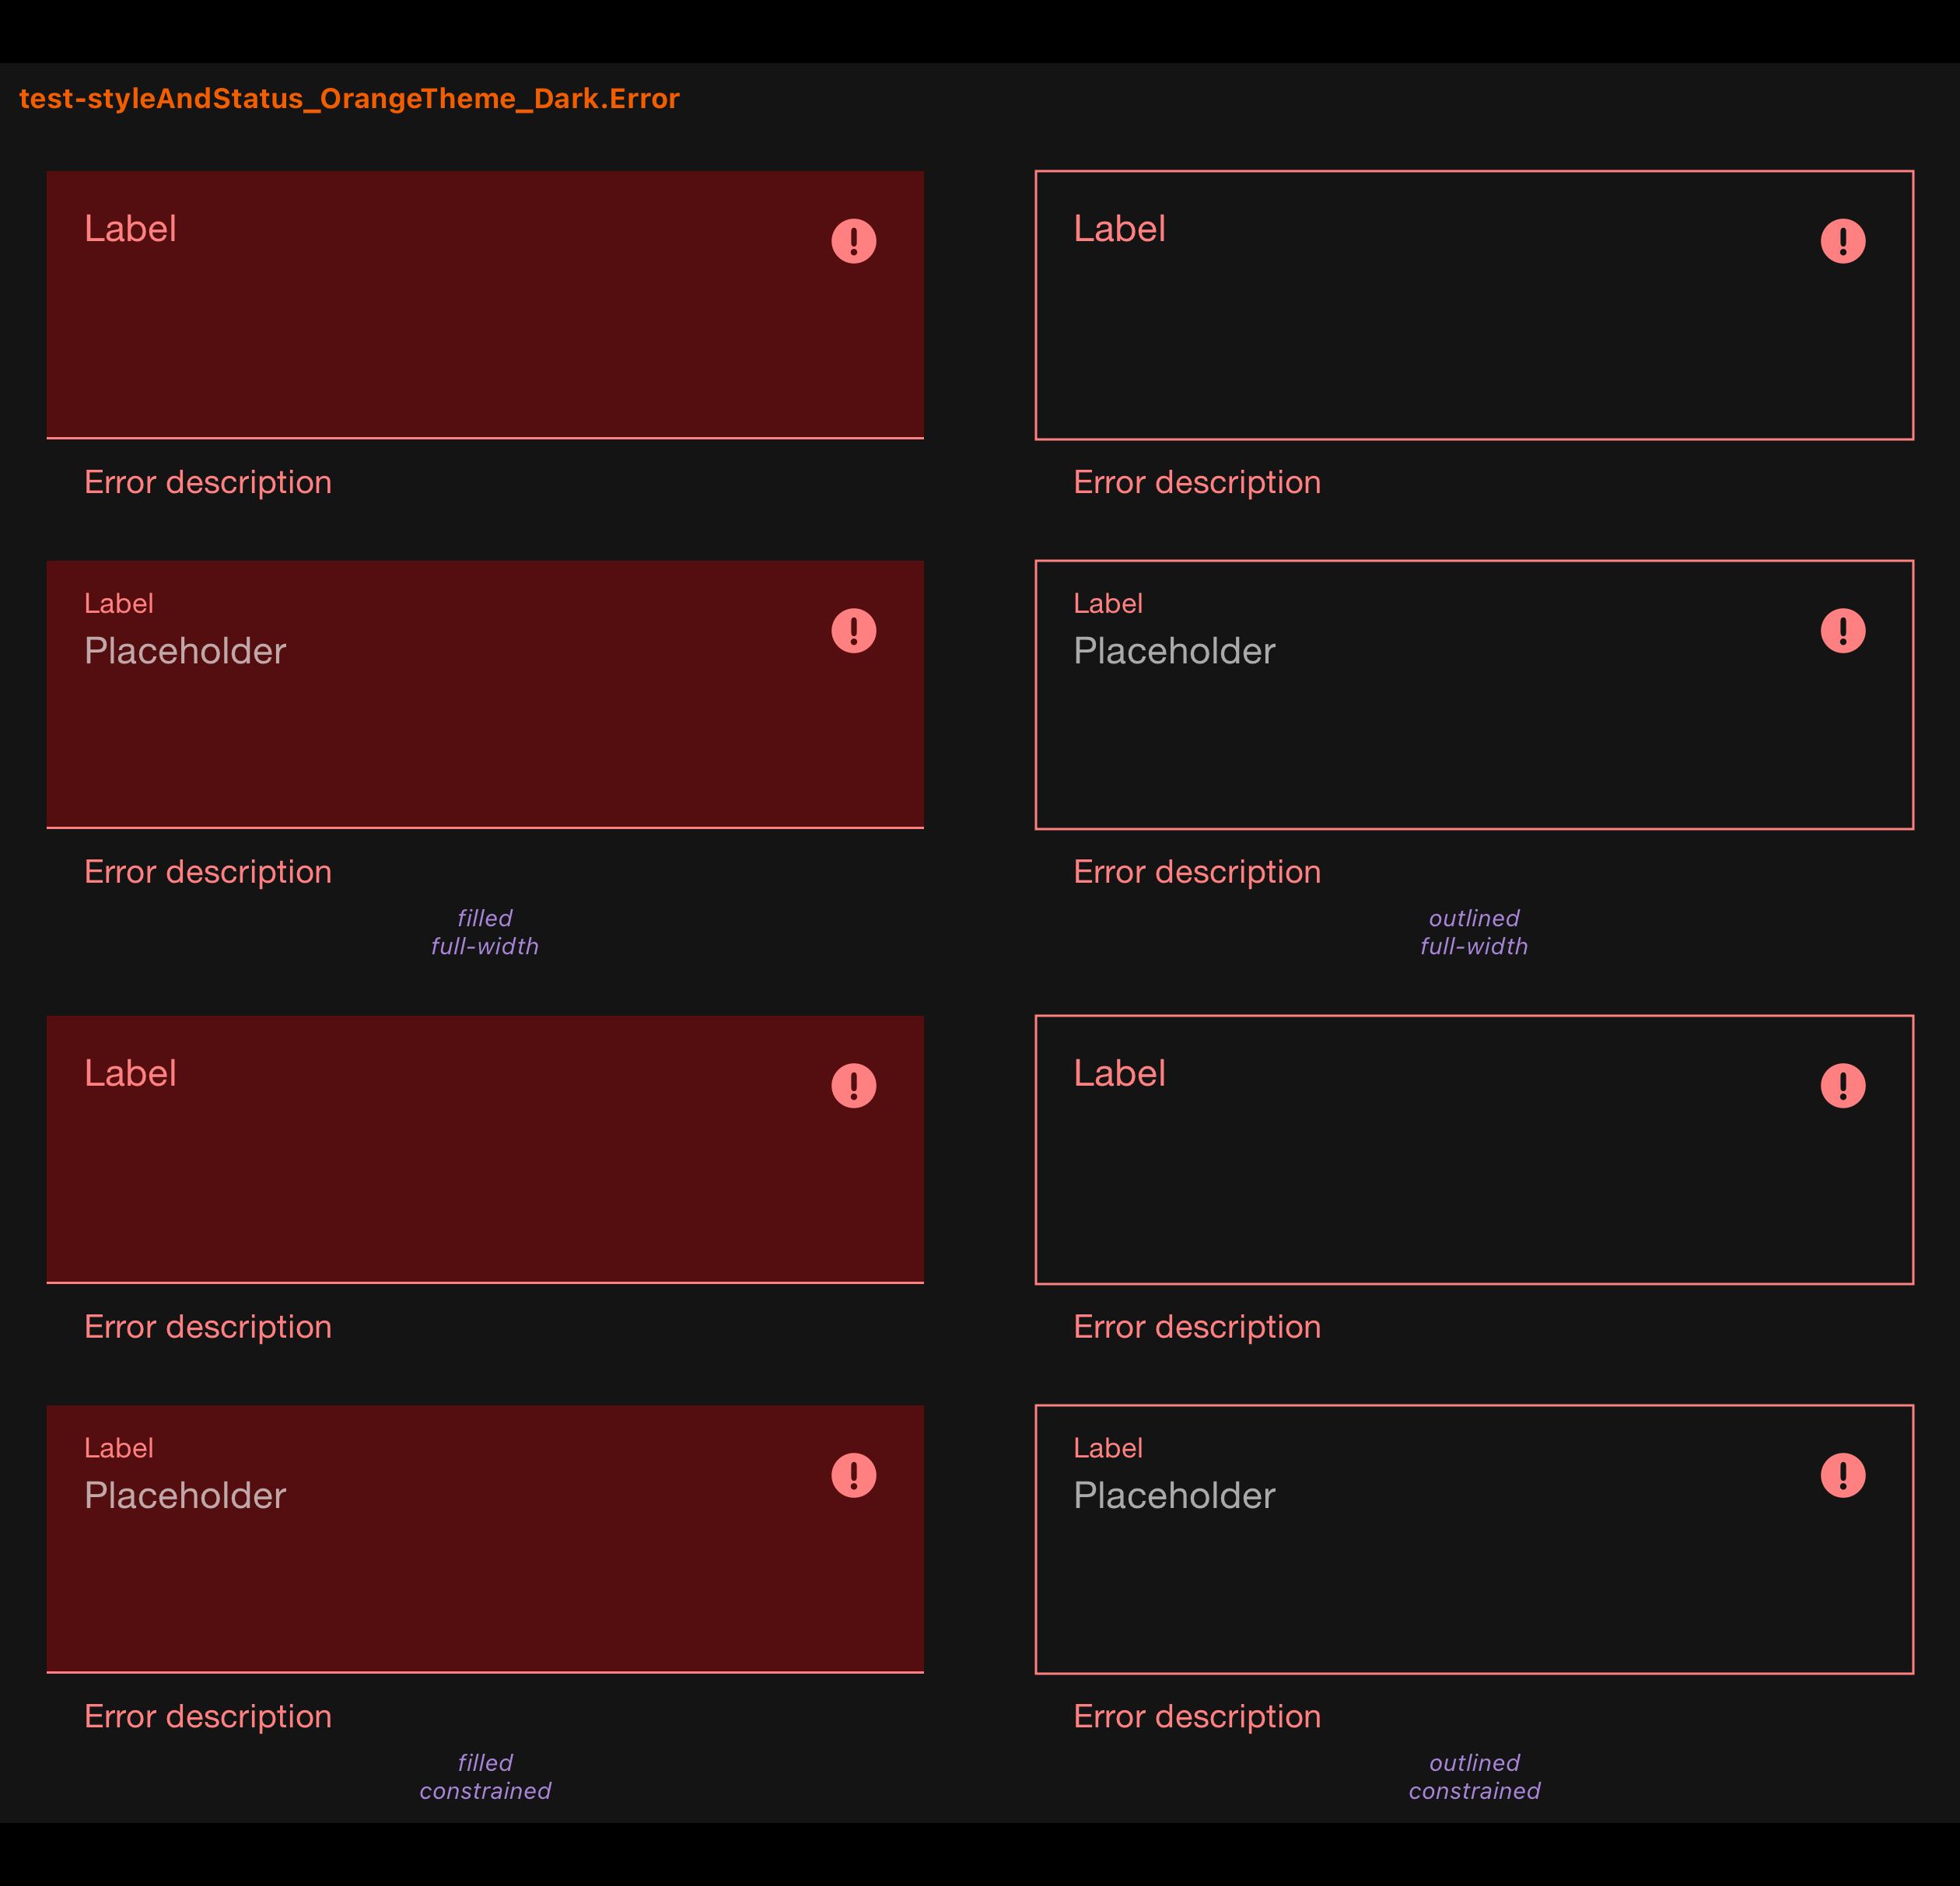 test-styleAndStatus_OrangeTheme_Dark.Error
Label
Label
Error description
Error description
Label
Placeholder
Label
Placeholder
Error description
Error description
filled
full-width
outlined
full-width
Label
Label
Error description
Error description
Label
Placeholder
Label
Placeholder
Error description
Error description
filled
constrained
outlined
constrained